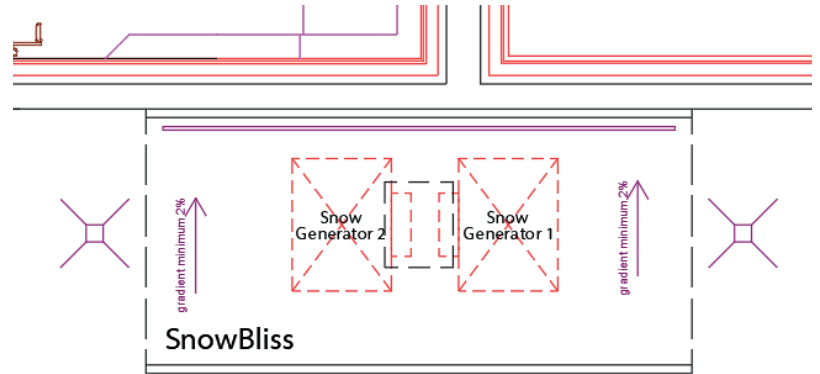 gradient minimum 2%
Snow
Generator 2
Snow
Generator 1
gradient minimum 2%
SnowBliss